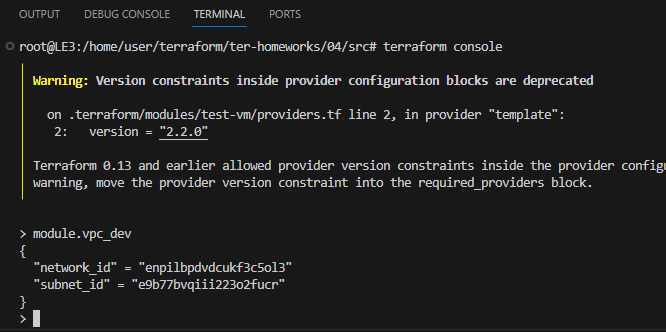 OUTPUT DEBUG CONSOLE TERMINAL PORTS
root@LE3:/home/user/terraform/ter-homeworks/04/src# terraform console
Warning: Version constraints inside provider configuration blocks are deprecated
on .terraform/modules/test-vm/providers.tf line 2, in provider "template":
2: version = "2.2.0"
Terraform 0.13 and earlier allowed provider version constraints inside the provider configu
warning, move the provider version constraint into the required_providers block.
> module.vpc_dev
{
"network_id" = "enpilbpdvdcukf3c5ol3"
"subnet_id" = "e9b77bvqiii223o2fucr"
}
>